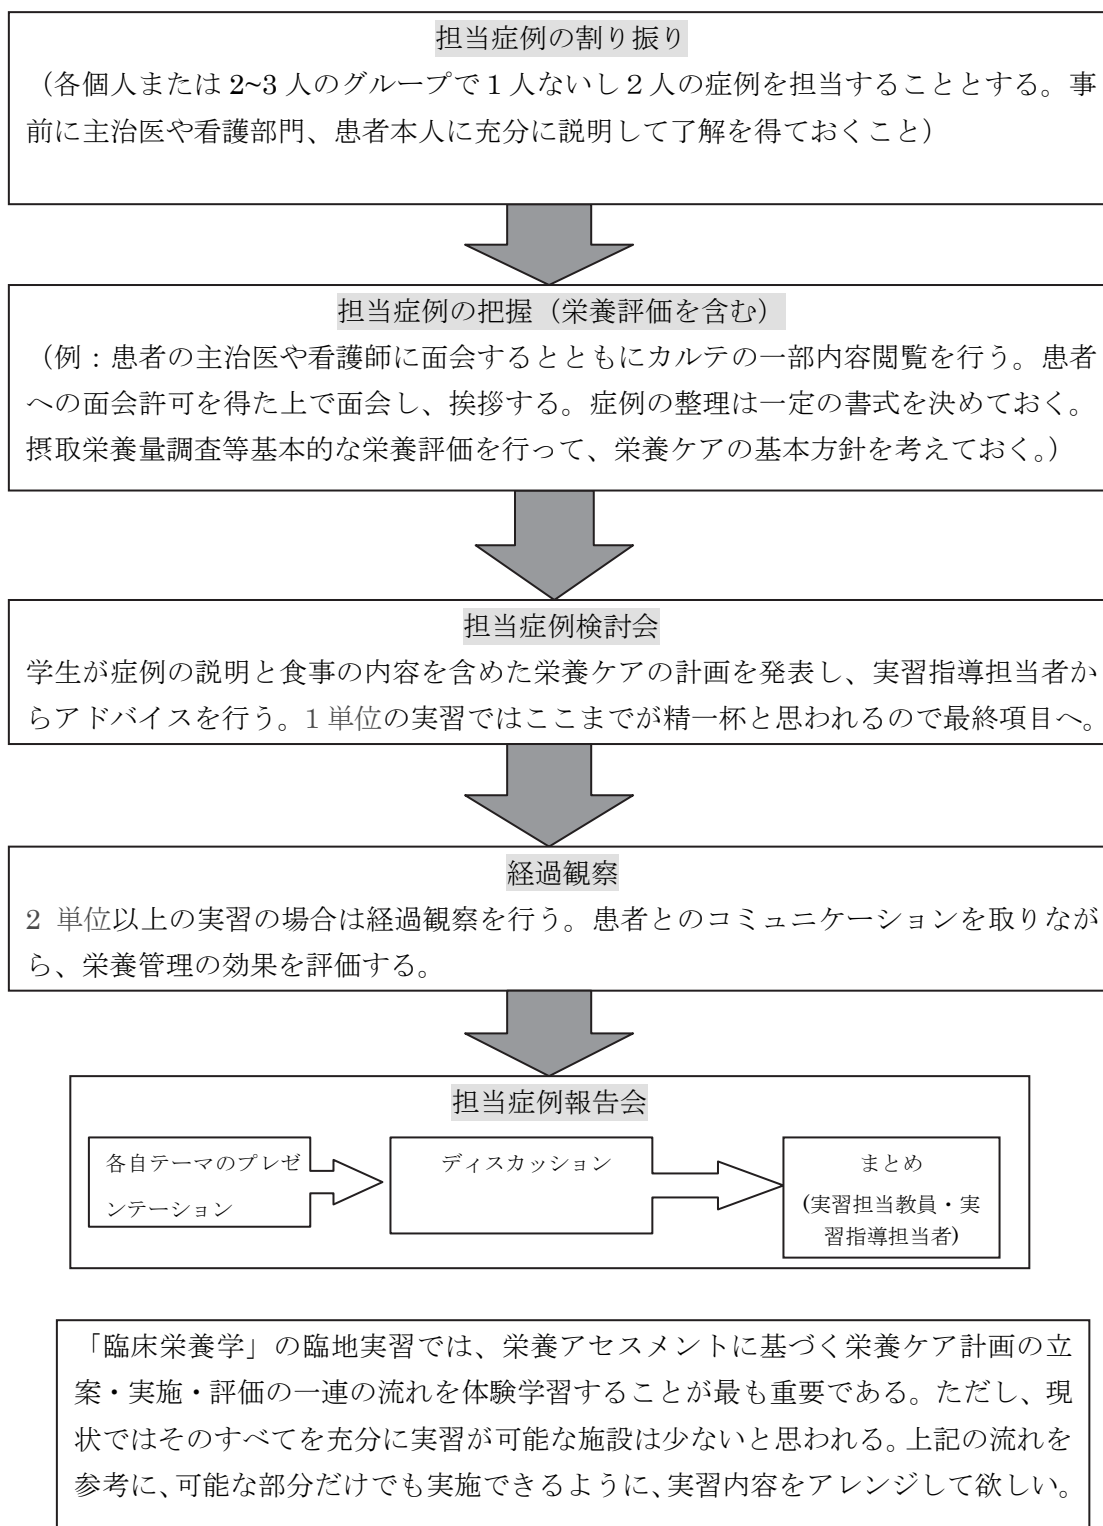 担当症例の割り振り
（各個人または 2~3 人のグループで 1 人ないし 2 人の症例を担当することとする。事
前に主治医や看護部門、患者本人に充分に説明して了解を得ておくこと）
担当症例の把握（栄養評価を含む）
（例：患者の主治医や看護師に面会するとともにカルテの一部内容閲覧を行う。患者
への面会許可を得た上で面会し、挨拶する。症例の整理は一定の書式を決めておく。
摂取栄養量調査等基本的な栄養評価を行って、栄養ケアの基本方針を考えておく。）
担当症例検討会
学生が症例の説明と食事の内容を含めた栄養ケアの計画を発表し、実習指導担当者か
らアドバイスを行う。1 単位の実習ではここまでが精一杯と思われるので最終項目へ。
経過観察
2 単位以上の実習の場合は経過観察を行う。患者とのコミュニケーションを取りなが
ら、栄養管理の効果を評価する。
担当症例報告会
各自テーマのプレゼ
ンテーション
ディスカッション
まとめ
(実習担当教員・実
習指導担当者)
「臨床栄養学」の臨地実習では、栄養アセスメントに基づく栄養ケア計画の立
案・実施・評価の一連の流れを体験学習することが最も重要である。ただし、現
状ではそのすべてを充分に実習が可能な施設は少ないと思われる。上記の流れを
参考に、可能な部分だけでも実施できるように、実習内容をアレンジして欲しい。